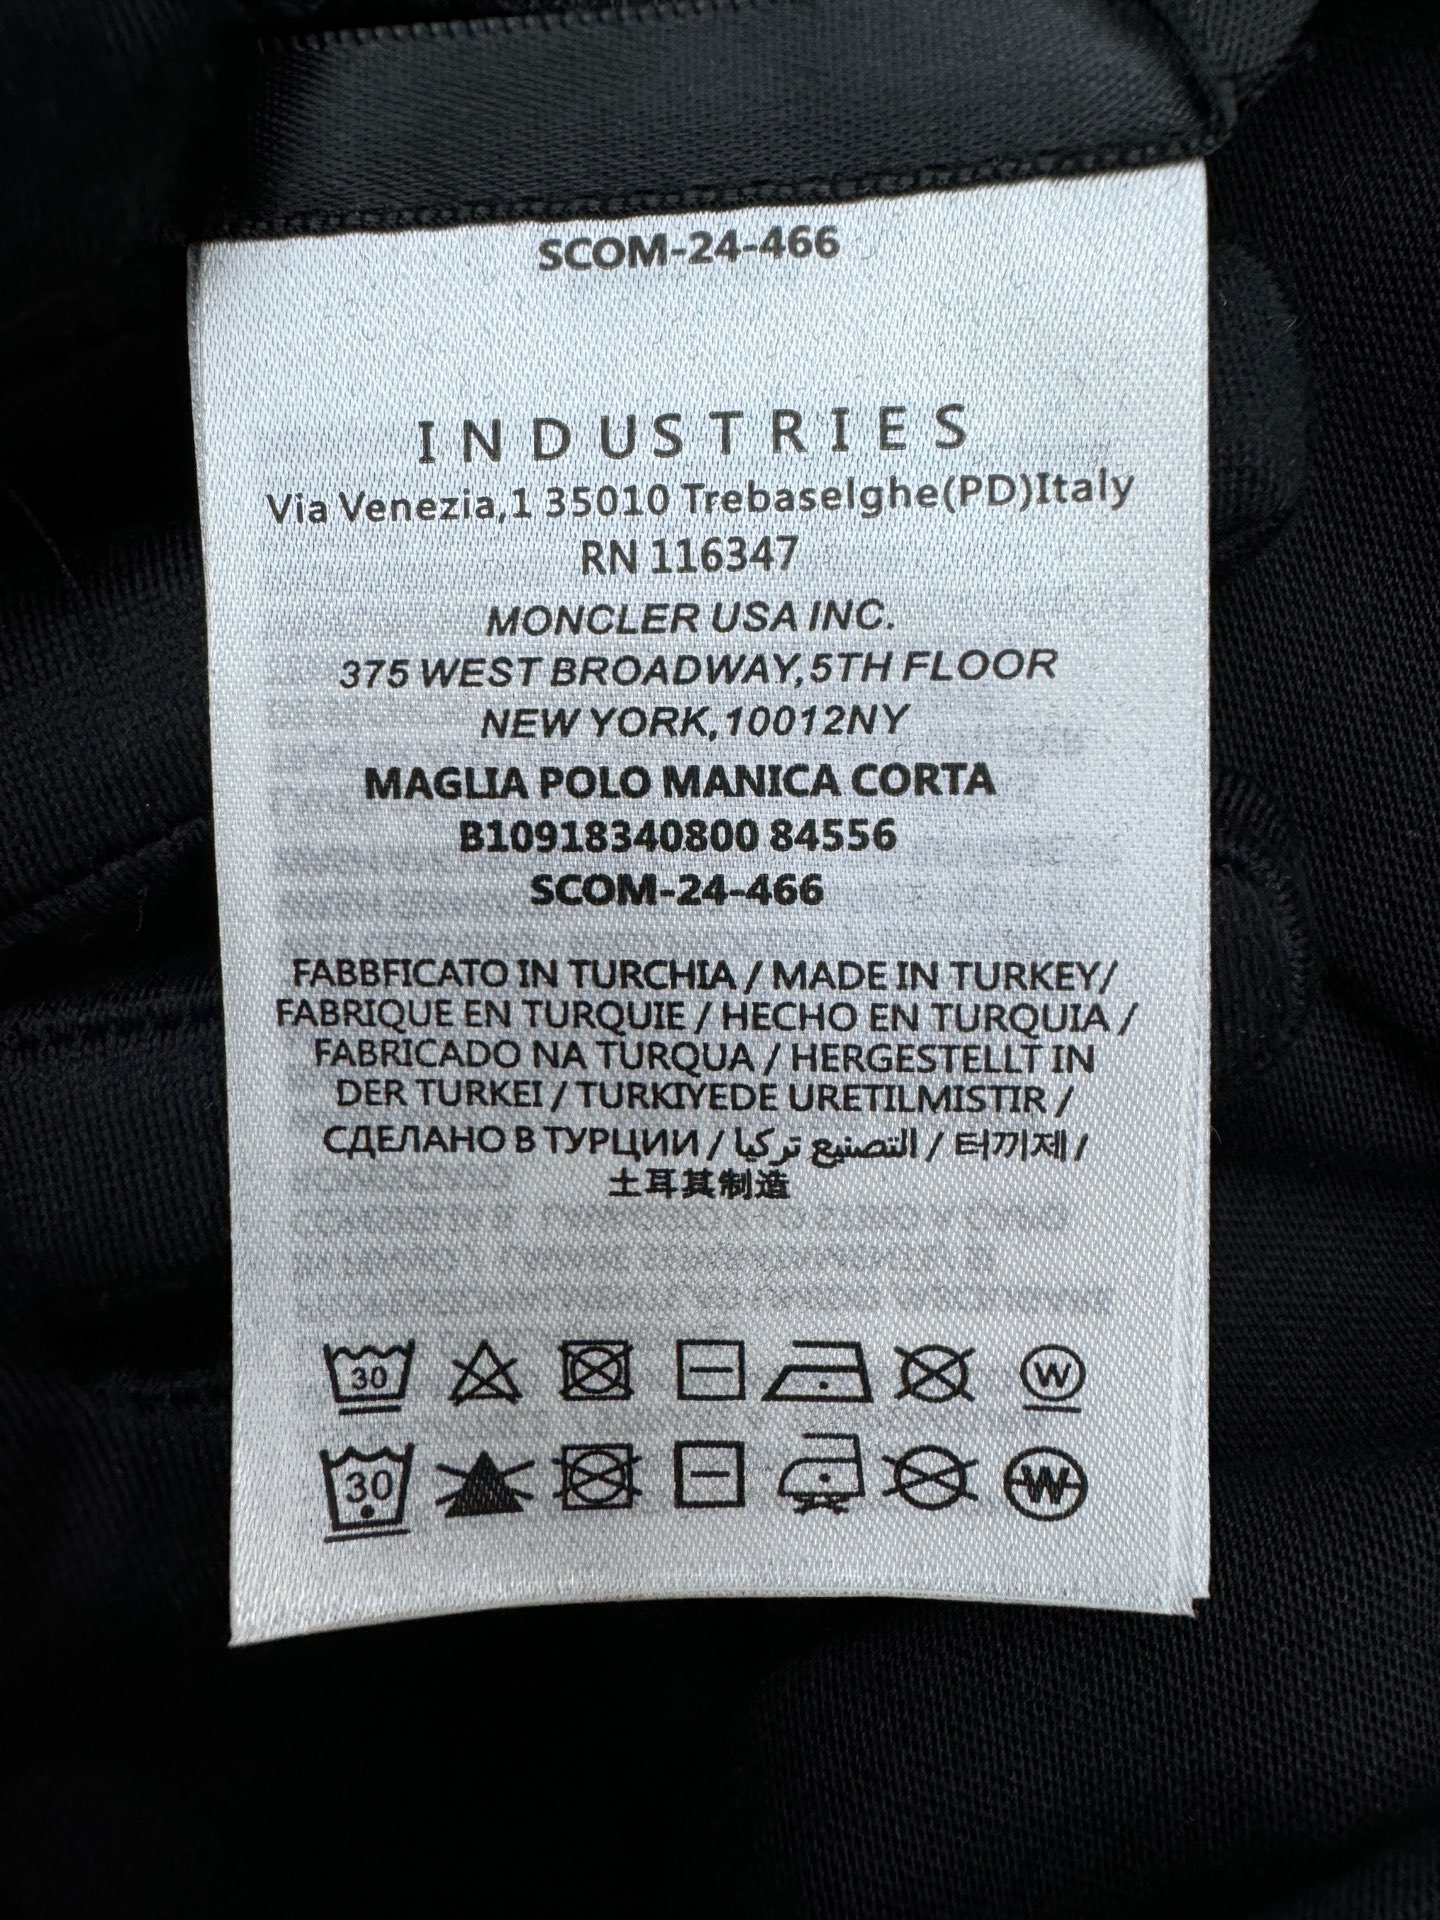 SCOM-24-466
INDUSTRIES
Via Venezia,1 35010 Trebaselghe(PD)Italy
RN 116347
MONCLER USA INC.
375 WEST BROADWAY,5TH FLOOR
NEW YORK,10012NY
MAGLIA POLO MANICA CORTA
B10918340800 84556
SCOM-24-466
FABBFICATO IN TURCHIA / MADE IN TURKEY/
FABRIQUE EN TURQUIE / HECHO EN TURQUIA /
FABRICADO NA TURQUA / HERGESTELLT IN
DER TURKEI / TURKIYEDE URETILMISTIR /
СДЕЛАНО В ТУРЦИИ / التصنيع تركيا / 터끼제 /
土耳其制造
30 W
30 W